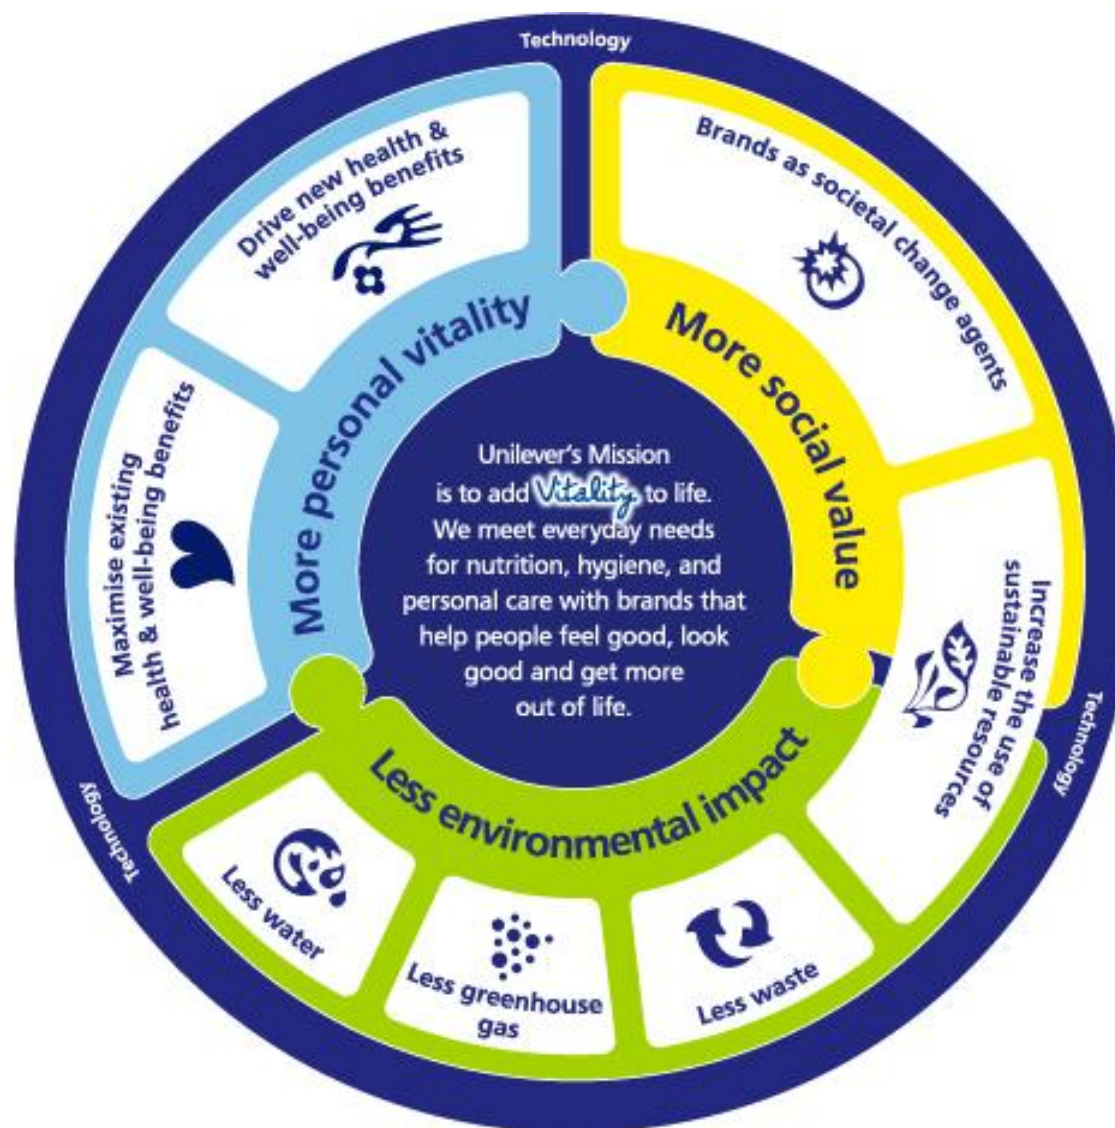 Technology
Drive new health &
well-being benefits
Brands as societal change agents
More personal vitality
More social value
Maximise existing
health & well-being benefits
Unilever's Mission
is to add Vitality to life.
We meet everyday needs
for nutrition, hygiene, and
personal care with brands that
help people feel good, look
good and get more
out of life.
Increase the use of
sustainable resources
Technology
Technology
Less environmental impact
Less water
Less greenhouse
gas
Less waste